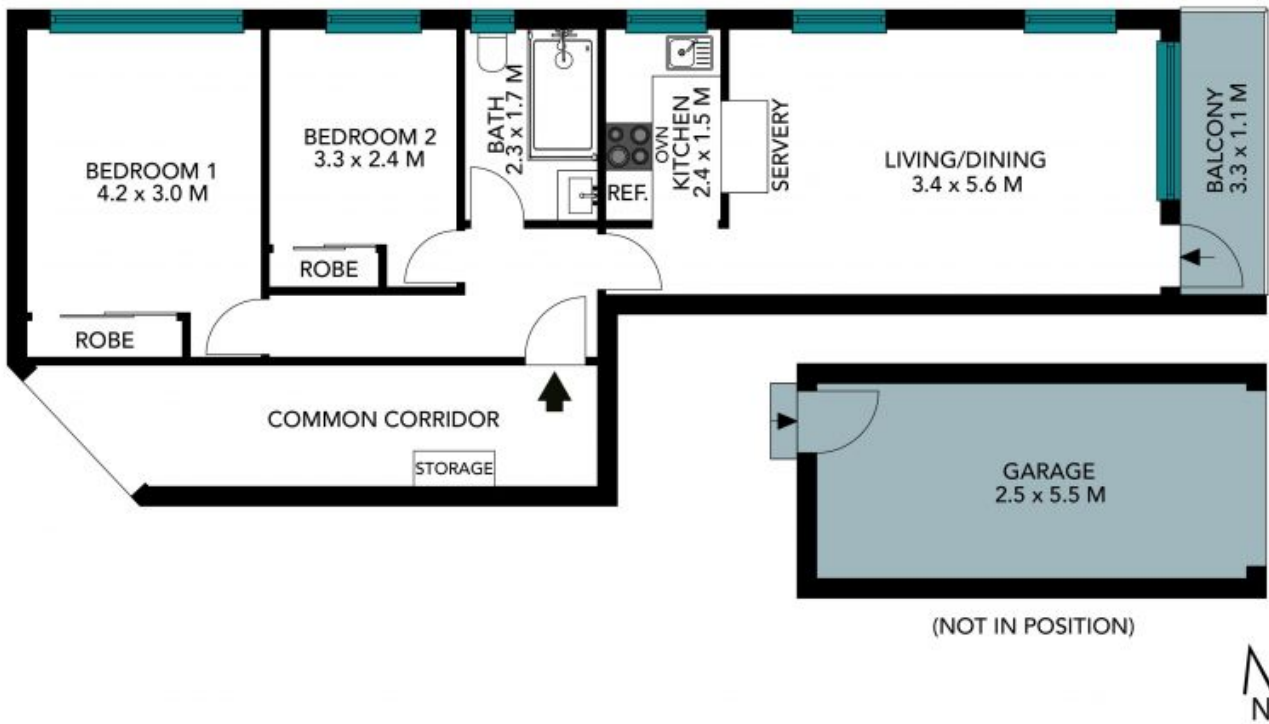 BEDROOM 1
4.2 x 3.0 M
ROBE
BEDROOM 2
3.3 x 2.4 M
ROBE
BATH
2.3 x 1.7 M
OVN
KITCHEN
2.4 x 1.5 M
REF.
SERVERY
LIVING/DINING
3.4 x 5.6 M
BALCONY
3.3 x 1.1 M
COMMON CORRIDOR
STORAGE
GARAGE
2.5 x 5.5 M
(NOT IN POSITION)
N